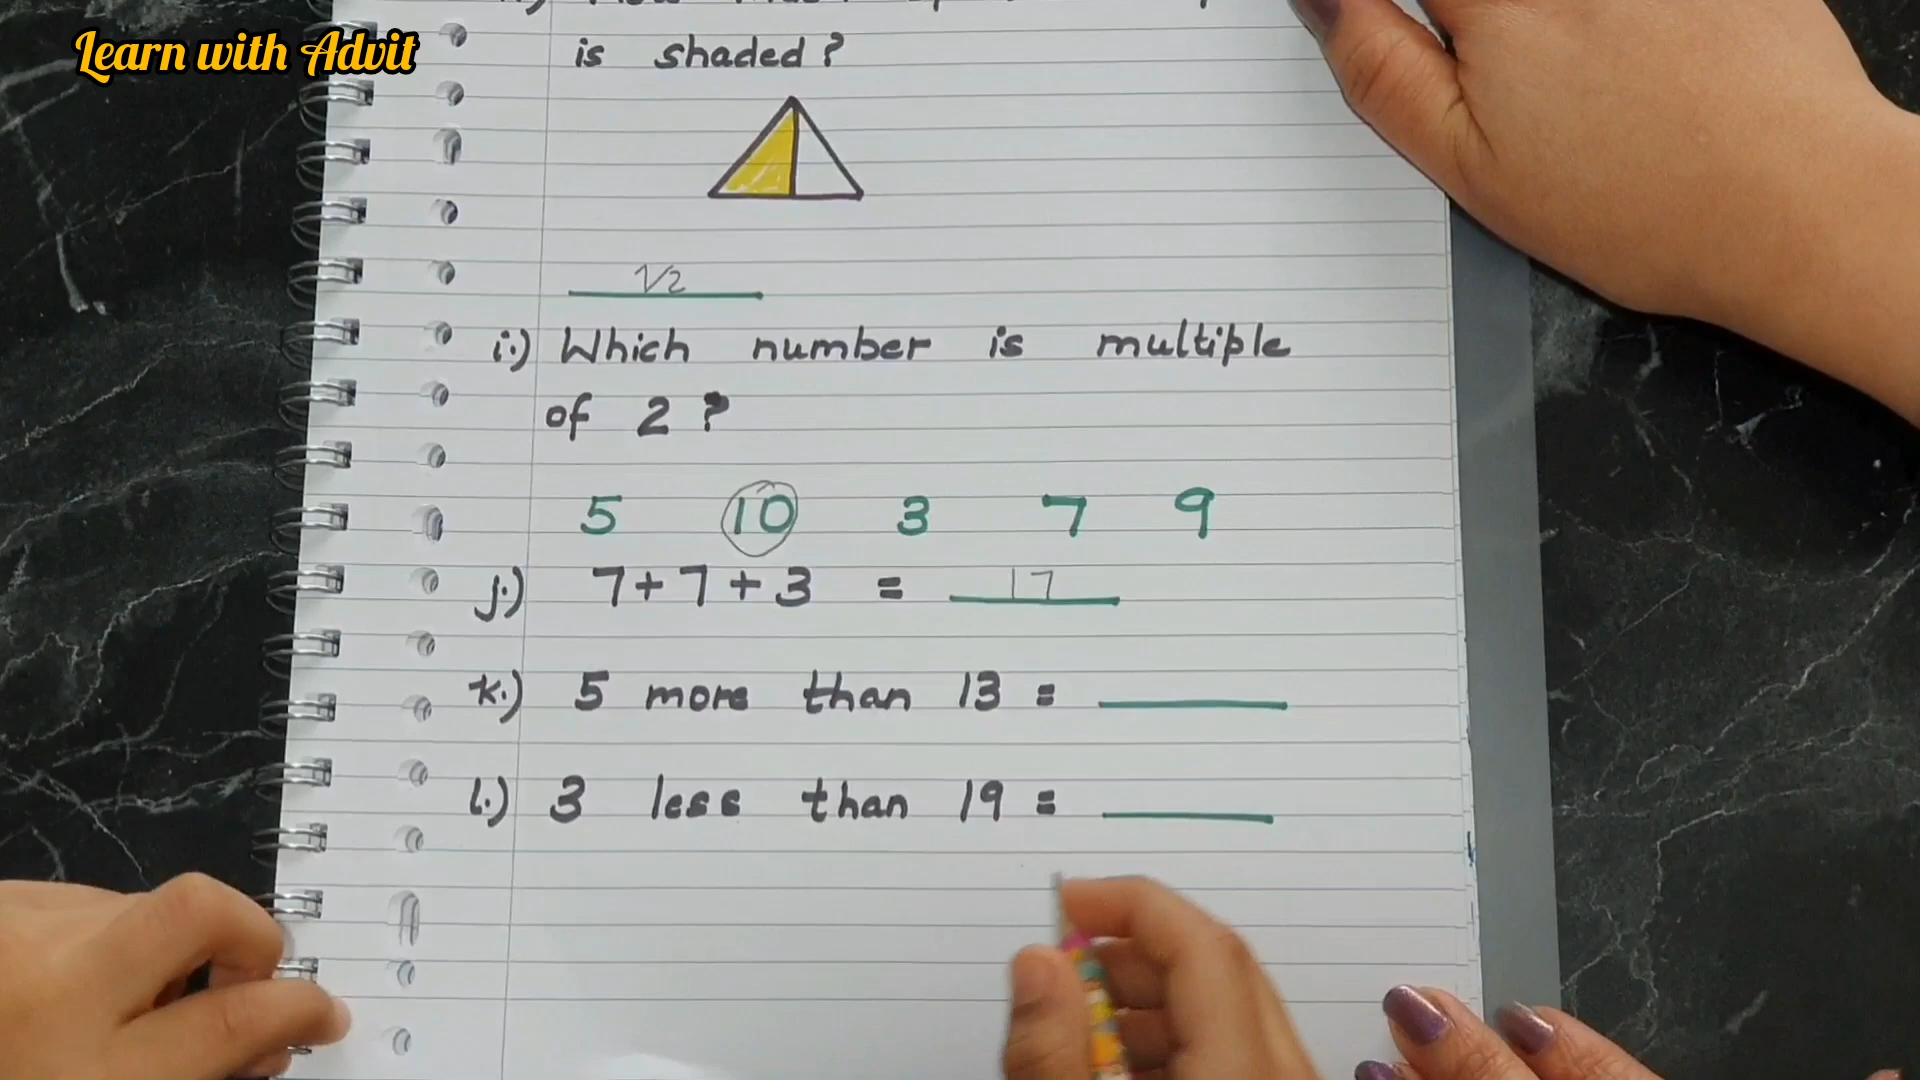 Learn with Advit
is shaded?
1/2
i.) Which number is multiple
of 2?
5 10 3 7 9
j.) 7+7+3 = 17
k.) 5 more than 13 =
l.) 3 less than 19 =